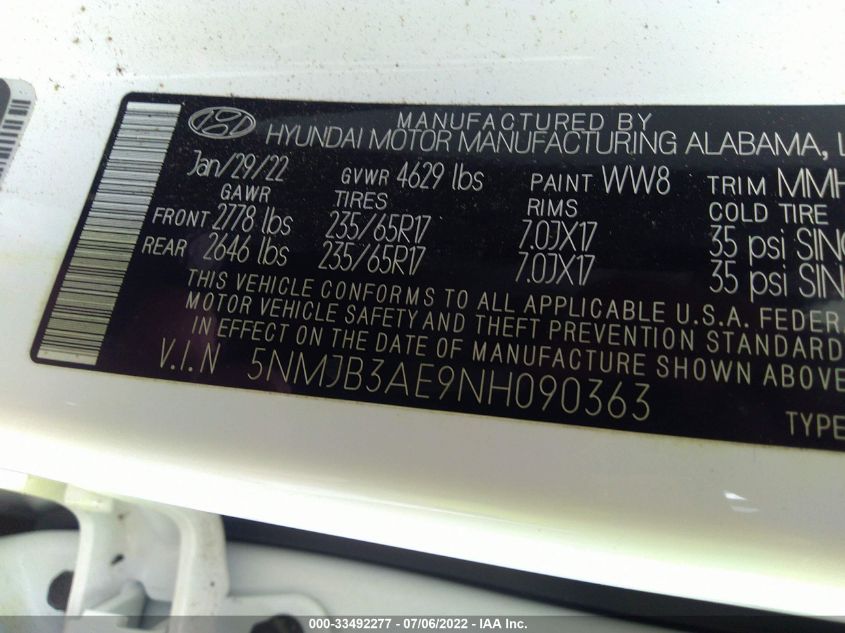 MANUFACTURED BY
HYUNDAI MOTOR MANUFACTURING ALABAMA, L
Jan/29/22 GVWR 4629 lbs PAINT WW8 TRIM MMH
GAWR TIRES RIMS COLD TIRE
FRONT 2778 lbs 235/65R17 7.0JX17 35 psi SING
REAR 2646 lbs 235/65R17 7.0JX17 35 psi SIN
THIS VEHICLE CONFORMS TO ALL APPLICABLE U.S.A. FEDER
MOTOR VEHICLE SAFETY AND THEFT PREVENTION STANDARD
IN EFFECT ON THE DATE OF MANUFACTURE SHOWN ABOVE
V.I.N 5NMJB3AE9NH090363
TYPE
000-33492277 - 07/06/2022 - IAA Inc.